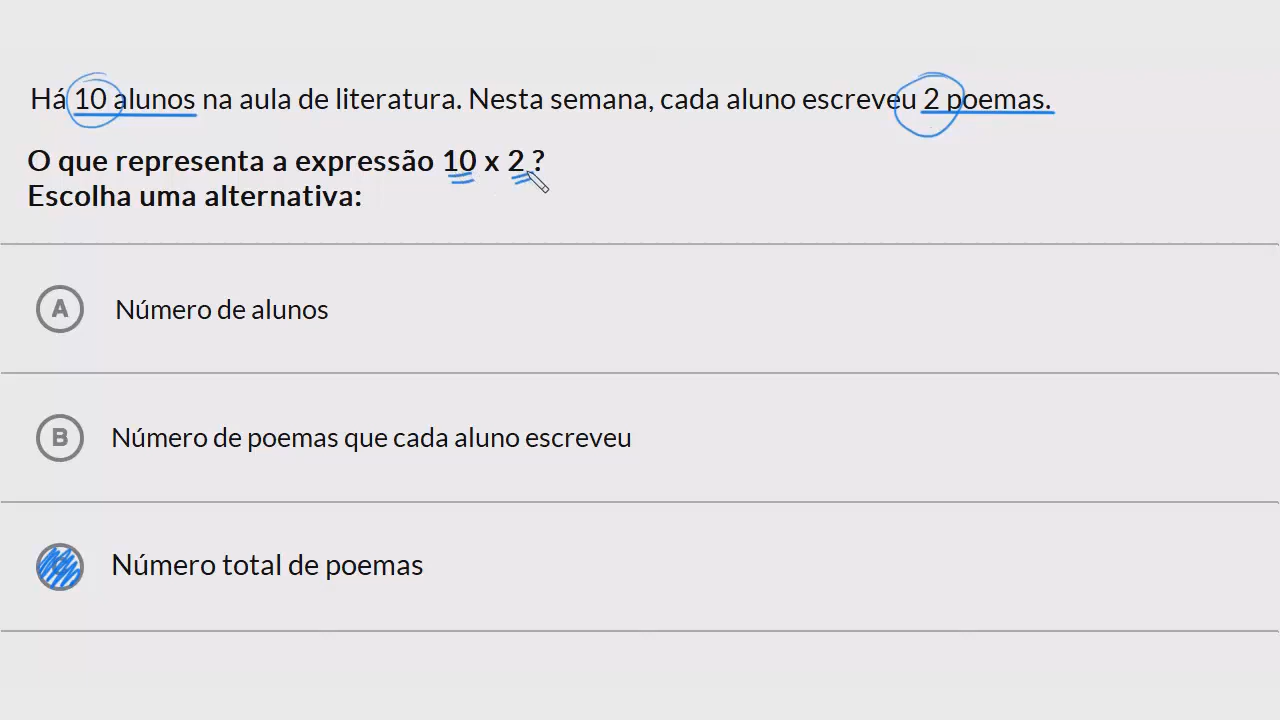 Há 10 alunos na aula de literatura. Nesta semana, cada aluno escreveu 2 poemas.
O que representa a expressão 10 x 2 ?
Escolha uma alternativa:
A Número de alunos
B Número de poemas que cada aluno escreveu
Número total de poemas